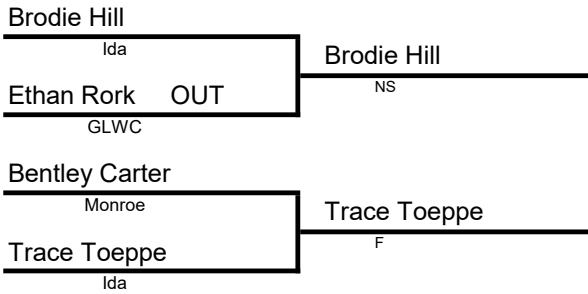 Brodie Hill
Ida
Ethan Rork OUT
GLWC
Bentley Carter
Monroe
Trace Toeppe
Ida
Brodie Hill
NS
Trace Toeppe
F